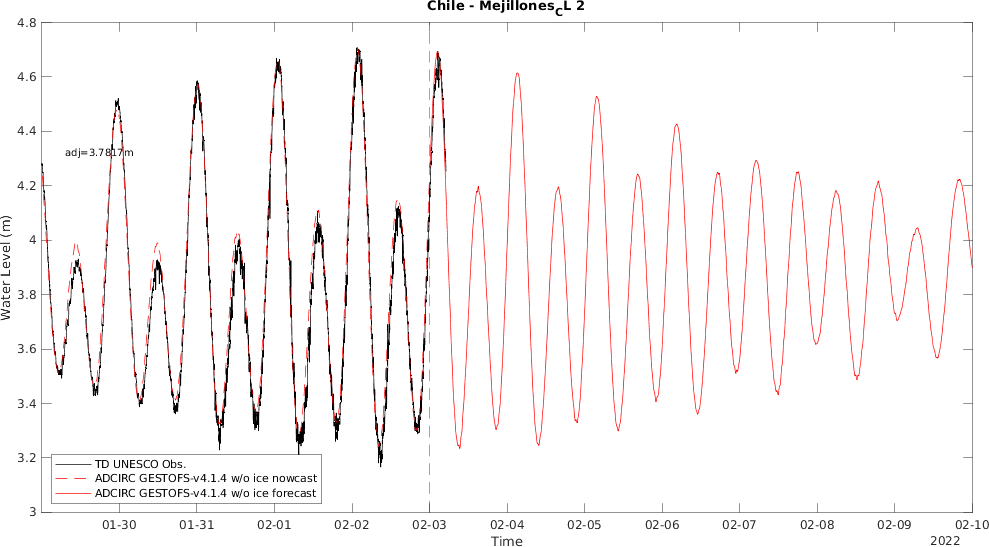 Chile - Mejillones_CL 2
4.8
4.6
4.4
adj=3.7817m
4.2
4
3.8
3.6
3.4
3.2
3
Water Level (m)
TD UNESCO Obs.
ADCIRC GESTOFS-v4.1.4 w/o ice nowcast
ADCIRC GESTOFS-v4.1.4 w/o ice forecast
01-30 01-31 02-01 02-02 02-03 02-04 02-05 02-06 02-07 02-08 02-09 02-10
Time
2022